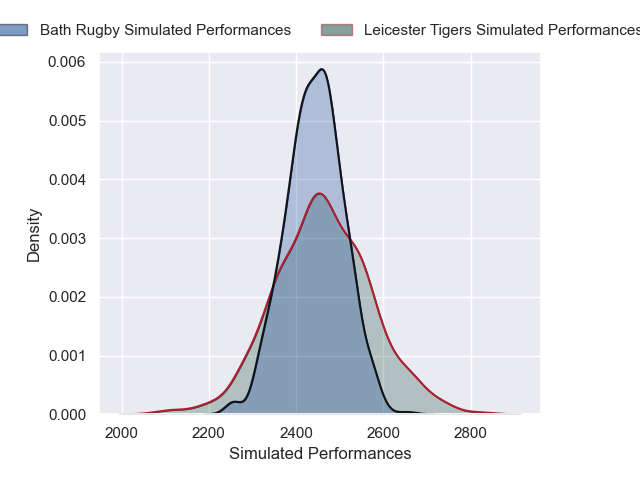 Bath Rugby Simulated Performances Leicester Tigers Simulated Performances
0.006
0.005
0.004
0.003
0.002
0.001
0.000
Density
2000 2200 2400 2600 2800
Simulated Performances